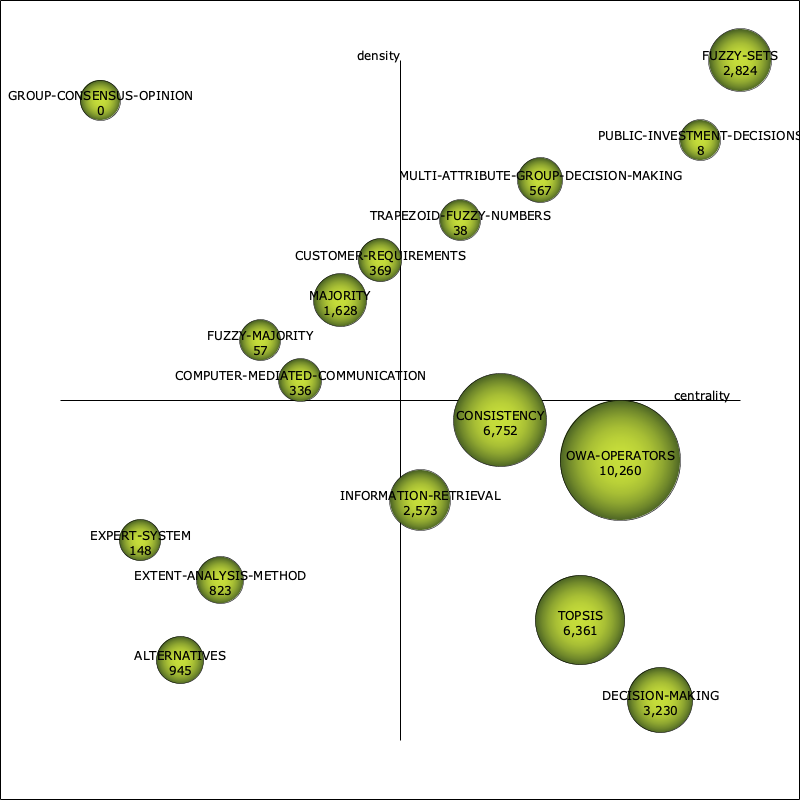 density
FUZZY-SETS
2,824
GROUP-CONSENSUS-OPINION
0
PUBLIC-INVESTMENT-DECISIONS
8
MULTI-ATTRIBUTE-GROUP-DECISION-MAKING
567
TRAPEZOID-FUZZY-NUMBERS
38
CUSTOMER-REQUIREMENTS
369
MAJORITY
1,628
FUZZY-MAJORITY
57
COMPUTER-MEDIATED-COMMUNICATION
336
centrality
CONSISTENCY
6,752
OWA-OPERATORS
10,260
INFORMATION-RETRIEVAL
2,573
EXPERT-SYSTEM
148
EXTENT-ANALYSIS-METHOD
823
TOPSIS
6,361
ALTERNATIVES
945
DECISION-MAKING
3,230